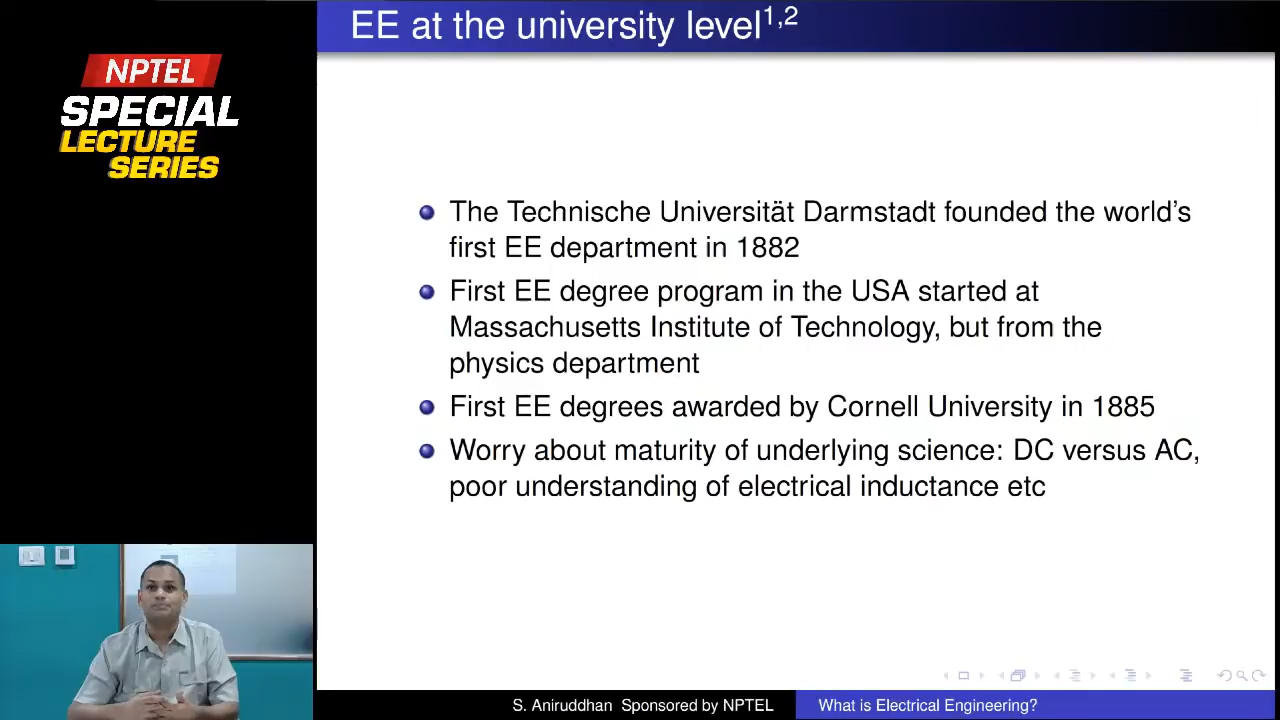 EE at the university level1,2
NPTEL
SPECIAL
LECTURE
SERIES
The Technische Universität Darmstadt founded the world's
first EE department in 1882
First EE degree program in the USA started at
Massachusetts Institute of Technology, but from the
physics department
First EE degrees awarded by Cornell University in 1885
Worry about maturity of underlying science: DC versus AC,
poor understanding of electrical inductance etc
S. Aniruddhan Sponsored by NPTEL
What is Electrical Engineering?